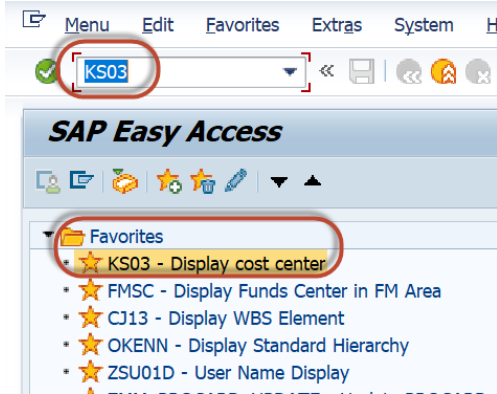 Menu Edit Favorites Extras System H
KS03
SAP Easy Access
Favorites
KS03 - Display cost center
FMSC - Display Funds Center in FM Area
CJ13 - Display WBS Element
OKENN - Display Standard Hierarchy
ZSU01D - User Name Display